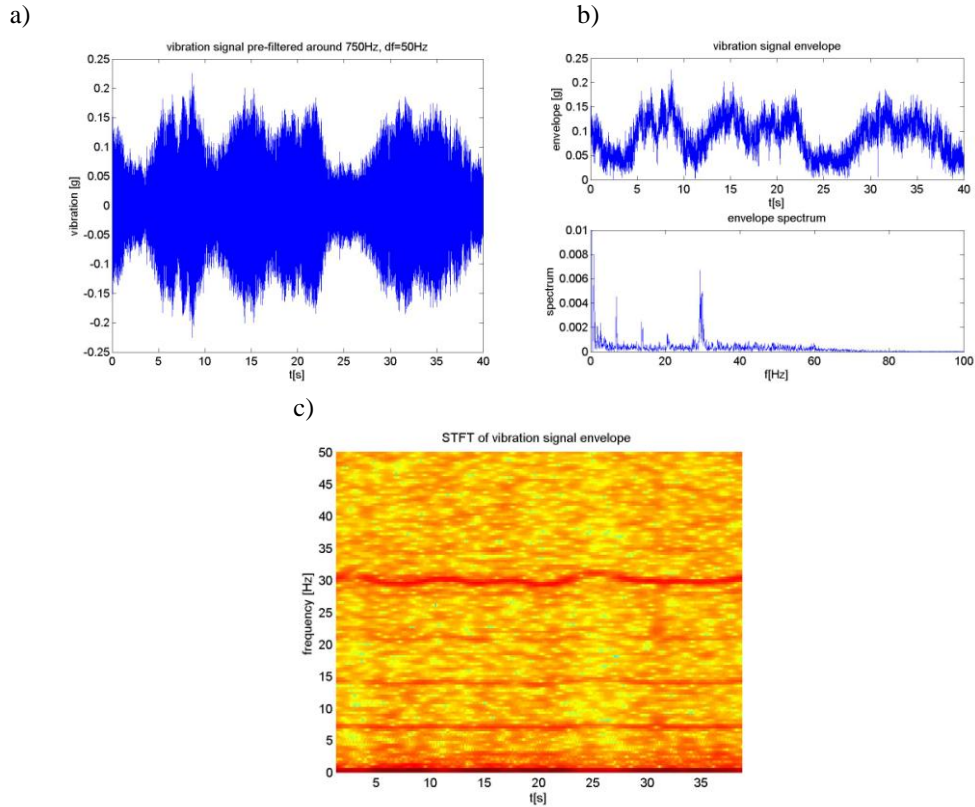 a)
vibration signal pre-filtered around 750Hz, df=50Hz
0.25
0.2
0.15
0.1
0.05
0
-0.05
-0.1
-0.15
-0.2
0.25
vibration [g]
0 5 10 15 20 25 30 35 40
t[s]
b)
vibration signal envelope
0.25
0.2
0.15
0.1
0.05
0
envelope [g]
0 5 10 15 20 25 30 35 40
t[s]
envelope spectrum
0.01
0.008
0.006
0.004
0.002
0
spectrum
0 20 40 60 80 100
f[Hz]
c)
STFT of vibration signal envelope
50
45
40
35
30
25
20
15
10
5
0
frequency [Hz]
5 10 15 20 25 30 35
t[s]